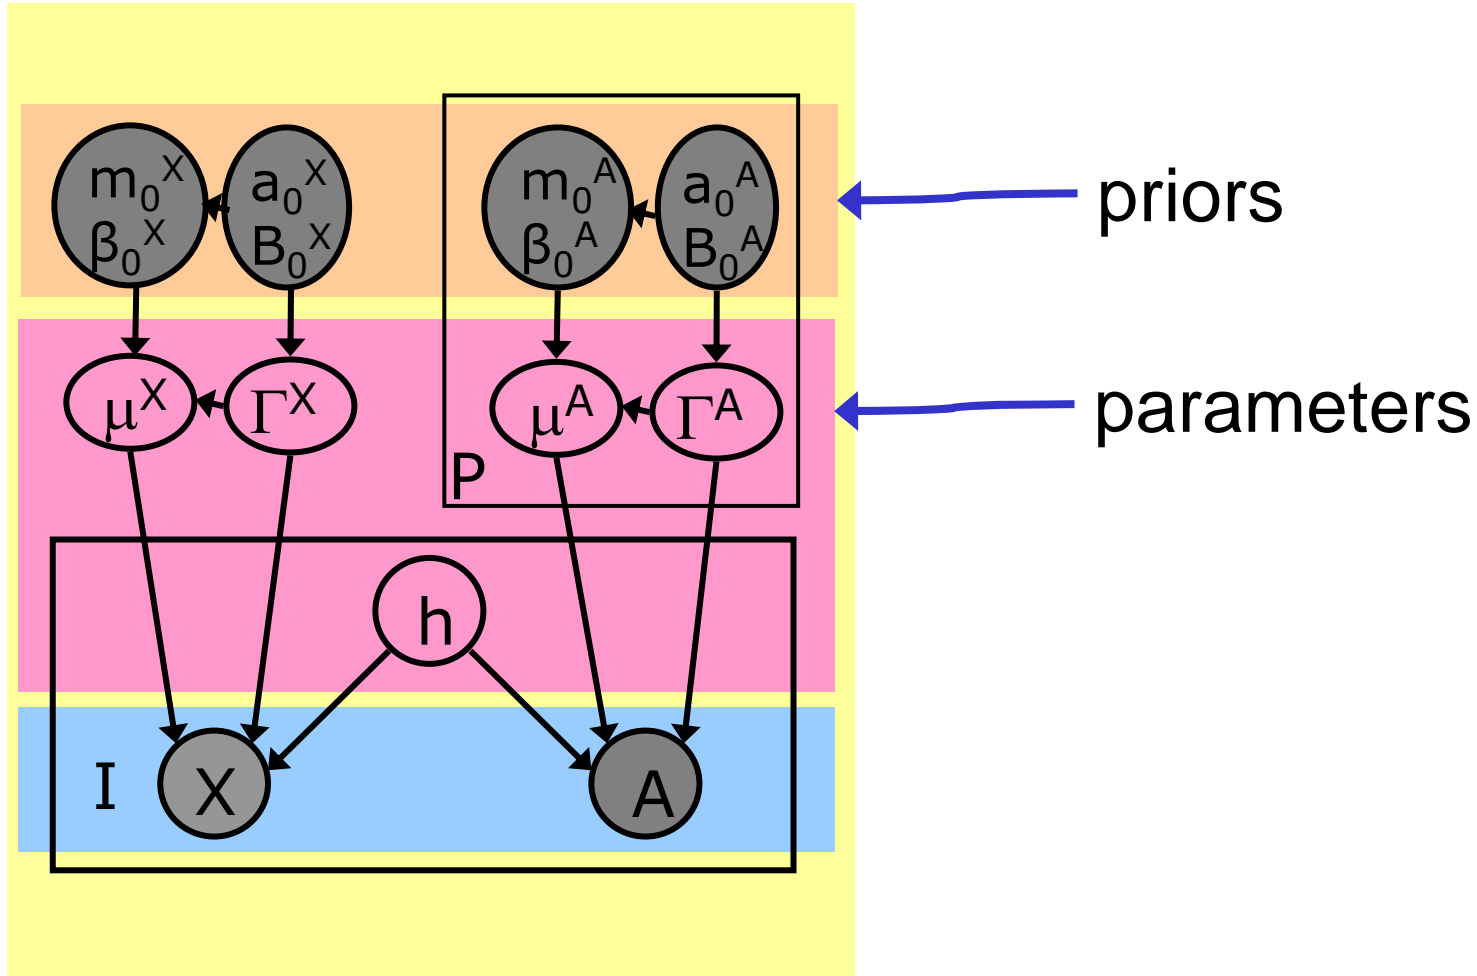 m₀ˣ
β₀ˣ
a₀ˣ
B₀ˣ
m₀ᴬ
β₀ᴬ
a₀ᴬ
B₀ᴬ
priors
μˣ
Γˣ
μᴬ
Γᴬ
parameters
P
h
I
X
A